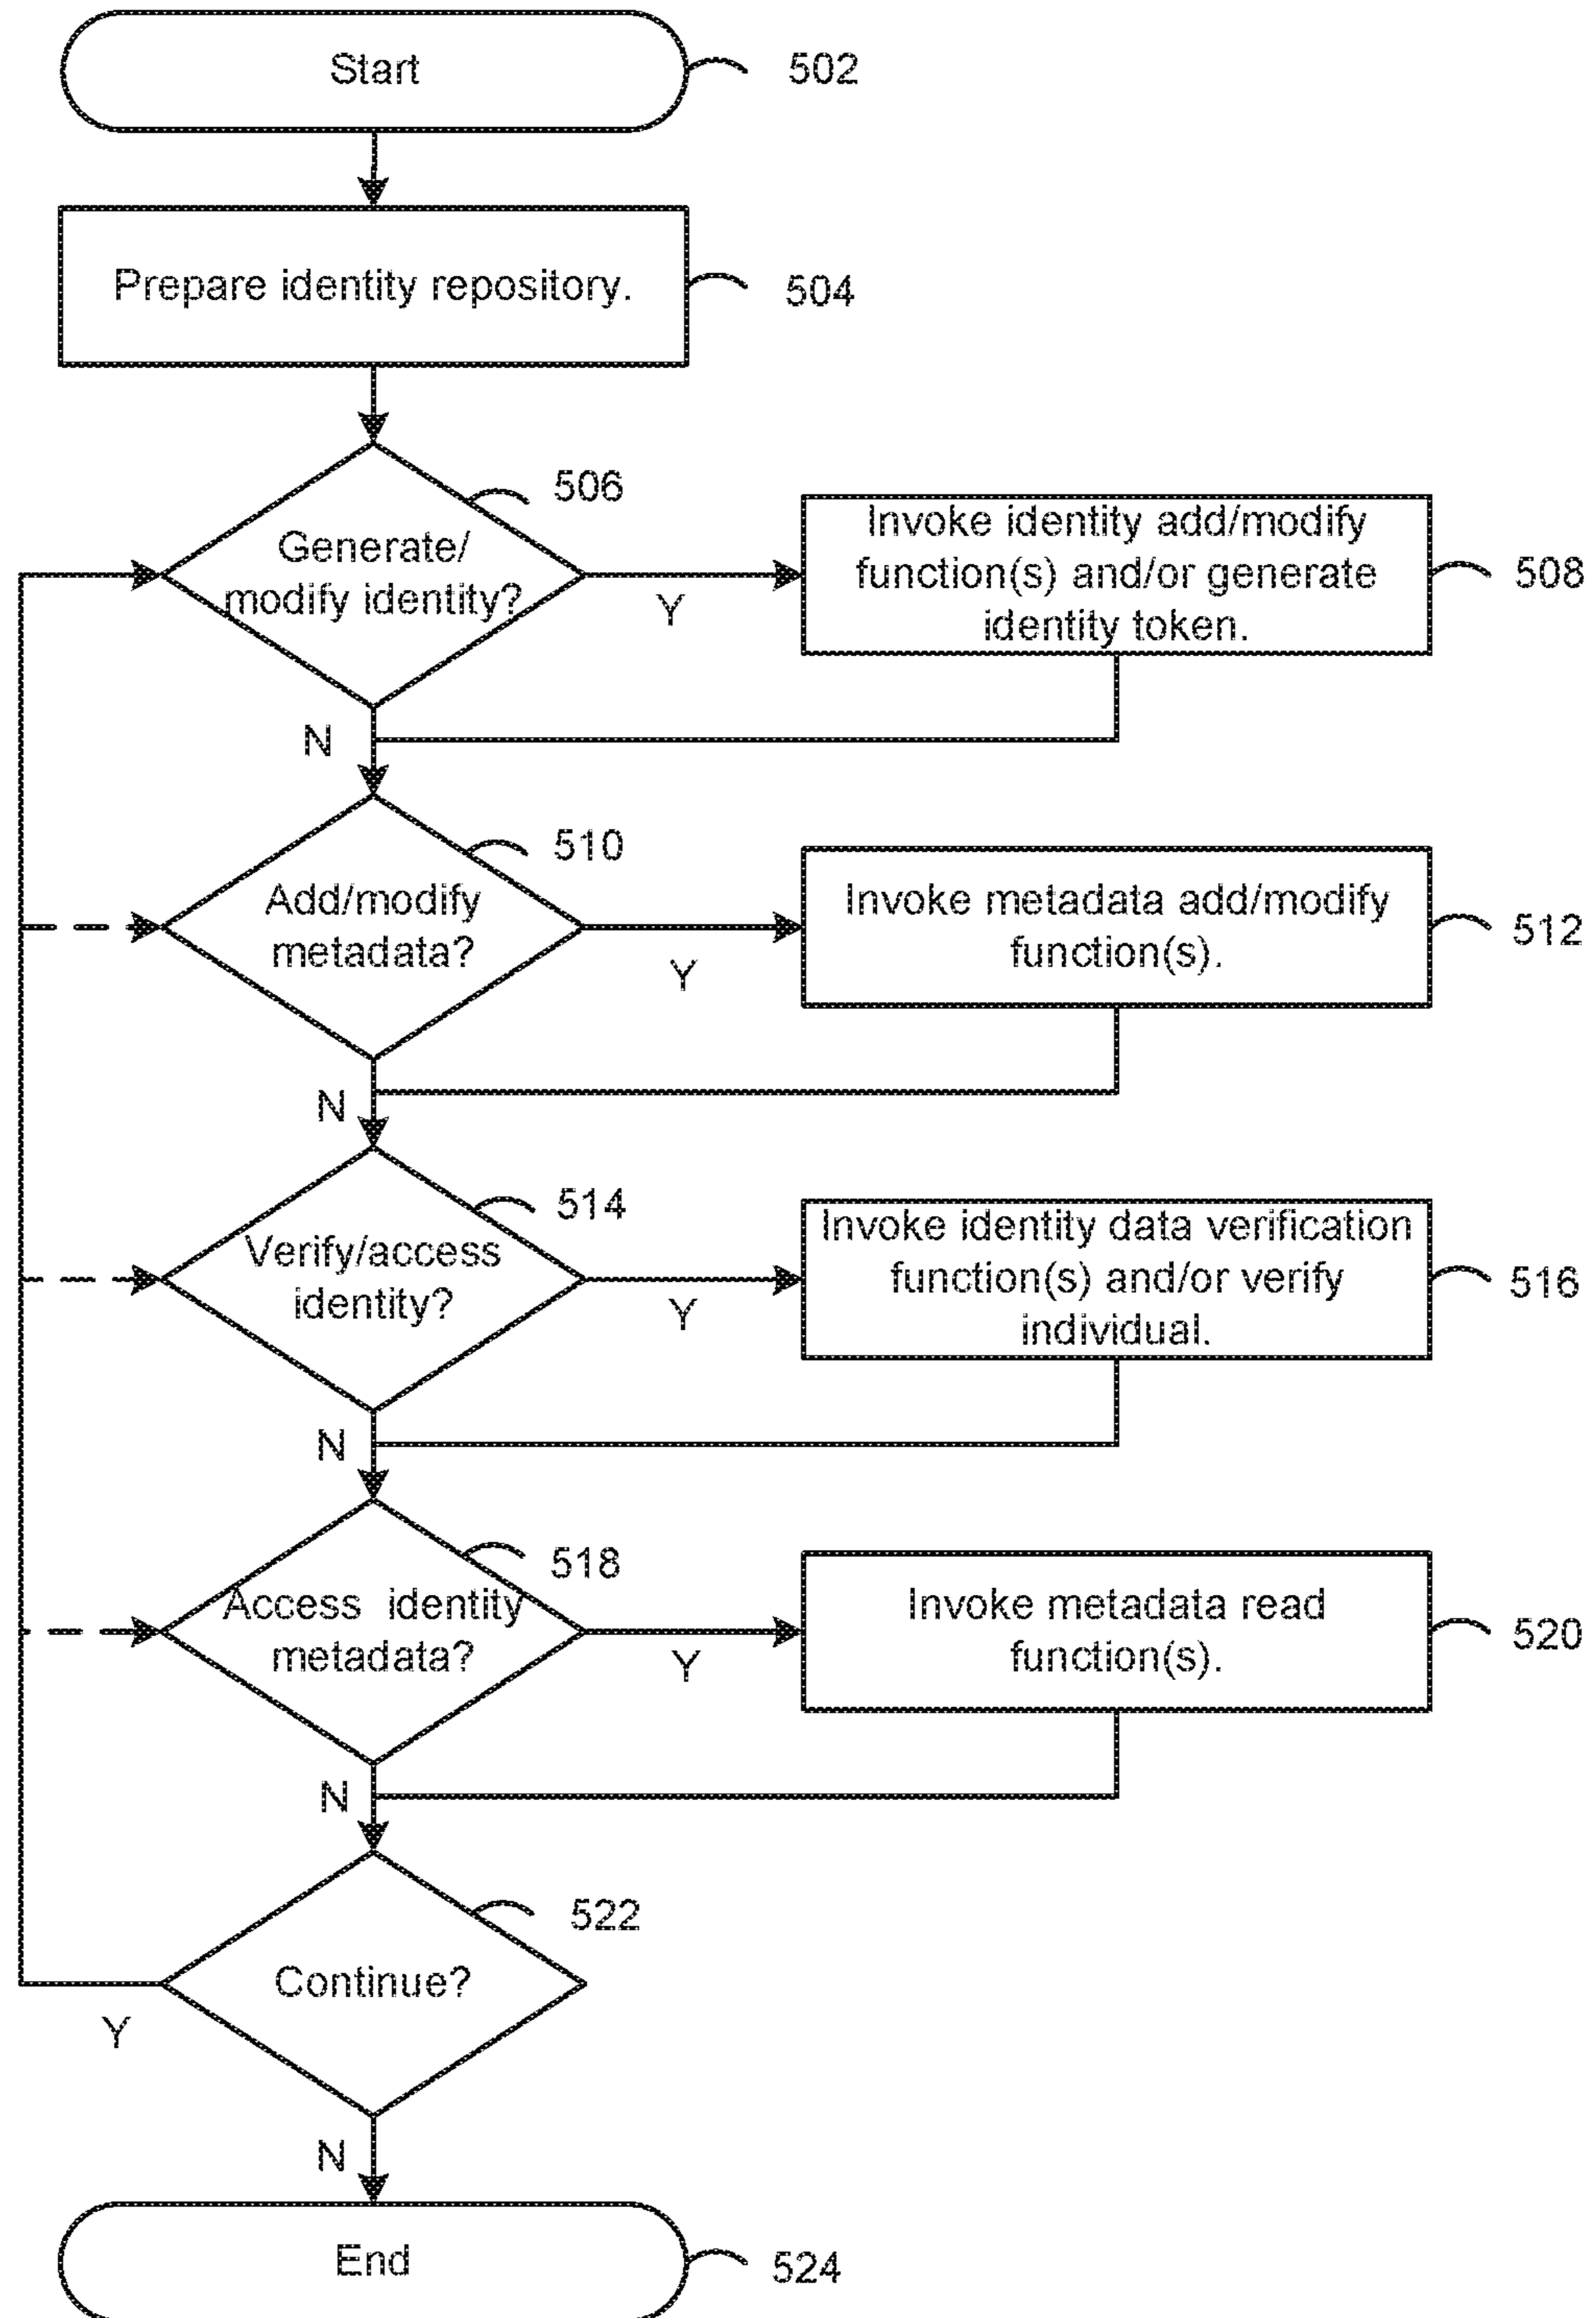 Start
502
Prepare identity repository.
504
506
Generate/
modify identity?
Y
Invoke identity add/modify
function(s) and/or generate
identity token.
508
N
510
Add/modify
metadata?
Y
Invoke metadata add/modify
function(s).
512
N
514
Verify/access
identity?
Y
Invoke identity data verification
function(s) and/or verify
individual.
516
N
518
Access identity
metadata?
Y
Invoke metadata read
function(s).
520
N
522
Continue?
Y
N
End
524